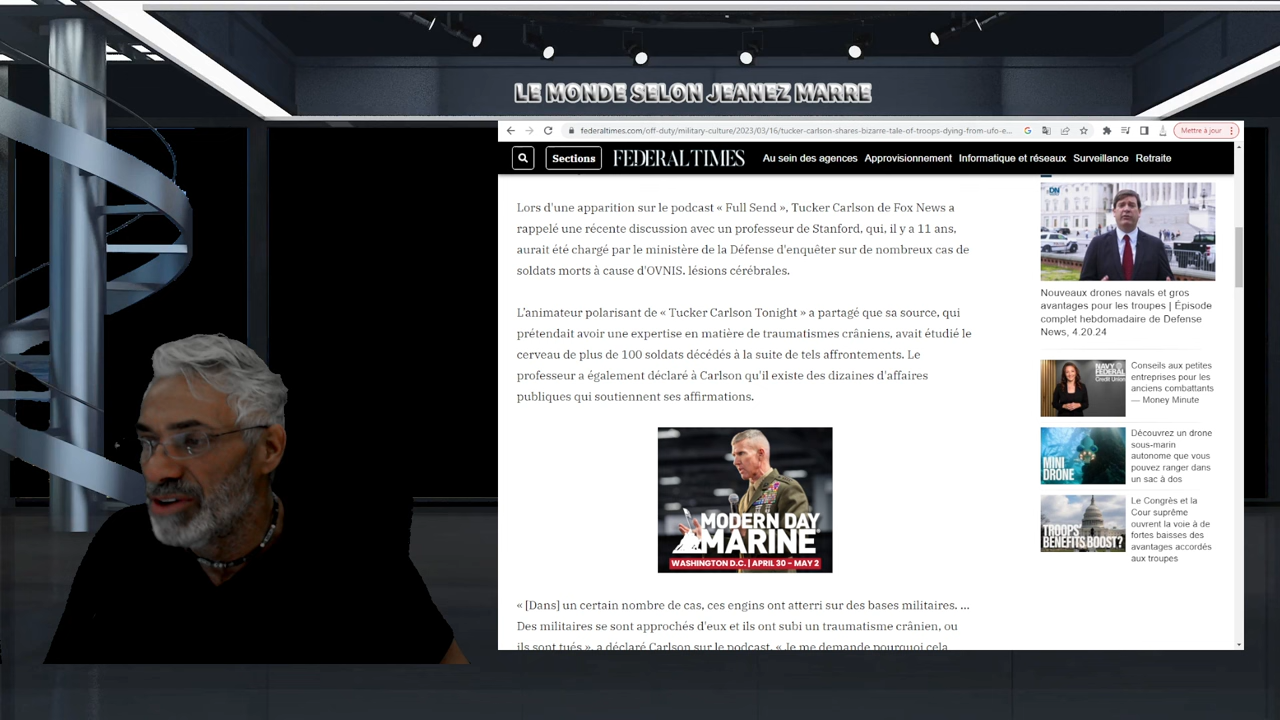 LE MONDE SELON JEANEZ MARRE
federaltimes.com/off-duty/military-culture/2023/03/16/tucker-carlson-shares-bizarre-tale-of-troops-dying-from-ufo-e...
Mettre à jour
Sections
FEDERALTIMES
Au sein des agences Approvisionnement Informatique et réseaux Surveillance Retraite
Lors d'une apparition sur le podcast « Full Send », Tucker Carlson de Fox News a
rappelé une récente discussion avec un professeur de Stanford, qui, il y a 11 ans,
aurait été chargé par le ministère de la Défense d'enquêter sur de nombreux cas de
soldats morts à cause d'OVNIS. lésions cérébrales.
L’animateur polarisant de « Tucker Carlson Tonight » a partagé que sa source, qui
prétendait avoir une expertise en matière de traumatismes crâniens, avait étudié le
cerveau de plus de 100 soldats décédés à la suite de tels affrontements. Le
professeur a également déclaré à Carlson qu'il existe des dizaines d'affaires
publiques qui soutiennent ses affirmations.
MODERN DAY
MARINE
WASHINGTON D.C. | APRIL 30 - MAY 2
« [Dans] un certain nombre de cas, ces engins ont atterri sur des bases militaires. ...
Des militaires se sont approchés d'eux et ils ont subi un traumatisme crânien, ou
ils sont tués », a déclaré Carlson sur le podcast. « Je me demande pourquoi cela
DN
Nouveaux drones navals et gros
avantages pour les troupes | Épisode
complet hebdomadaire de Defense
News, 4.20.24
NAVY
FEDERAL
Credit Union
Conseils aux petites
entreprises pour les
anciens combattants
— Money Minute
MINI
DRONE
Découvrez un drone
sous-marin
autonome que vous
pouvez ranger dans
un sac à dos
TROOPS
BENEFITS BOOST?
Le Congrès et la
Cour suprême
ouvrent la voie à de
fortes baisses des
avantages accordés
aux troupes